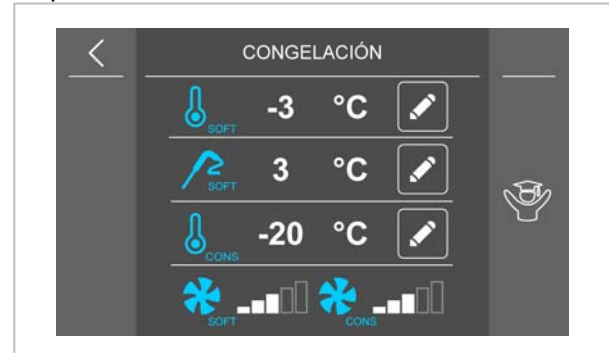 CONGELACIÓN
-3 °C
SOFT
3 °C
SOFT
-20 °C
CONS
SOFT CONS